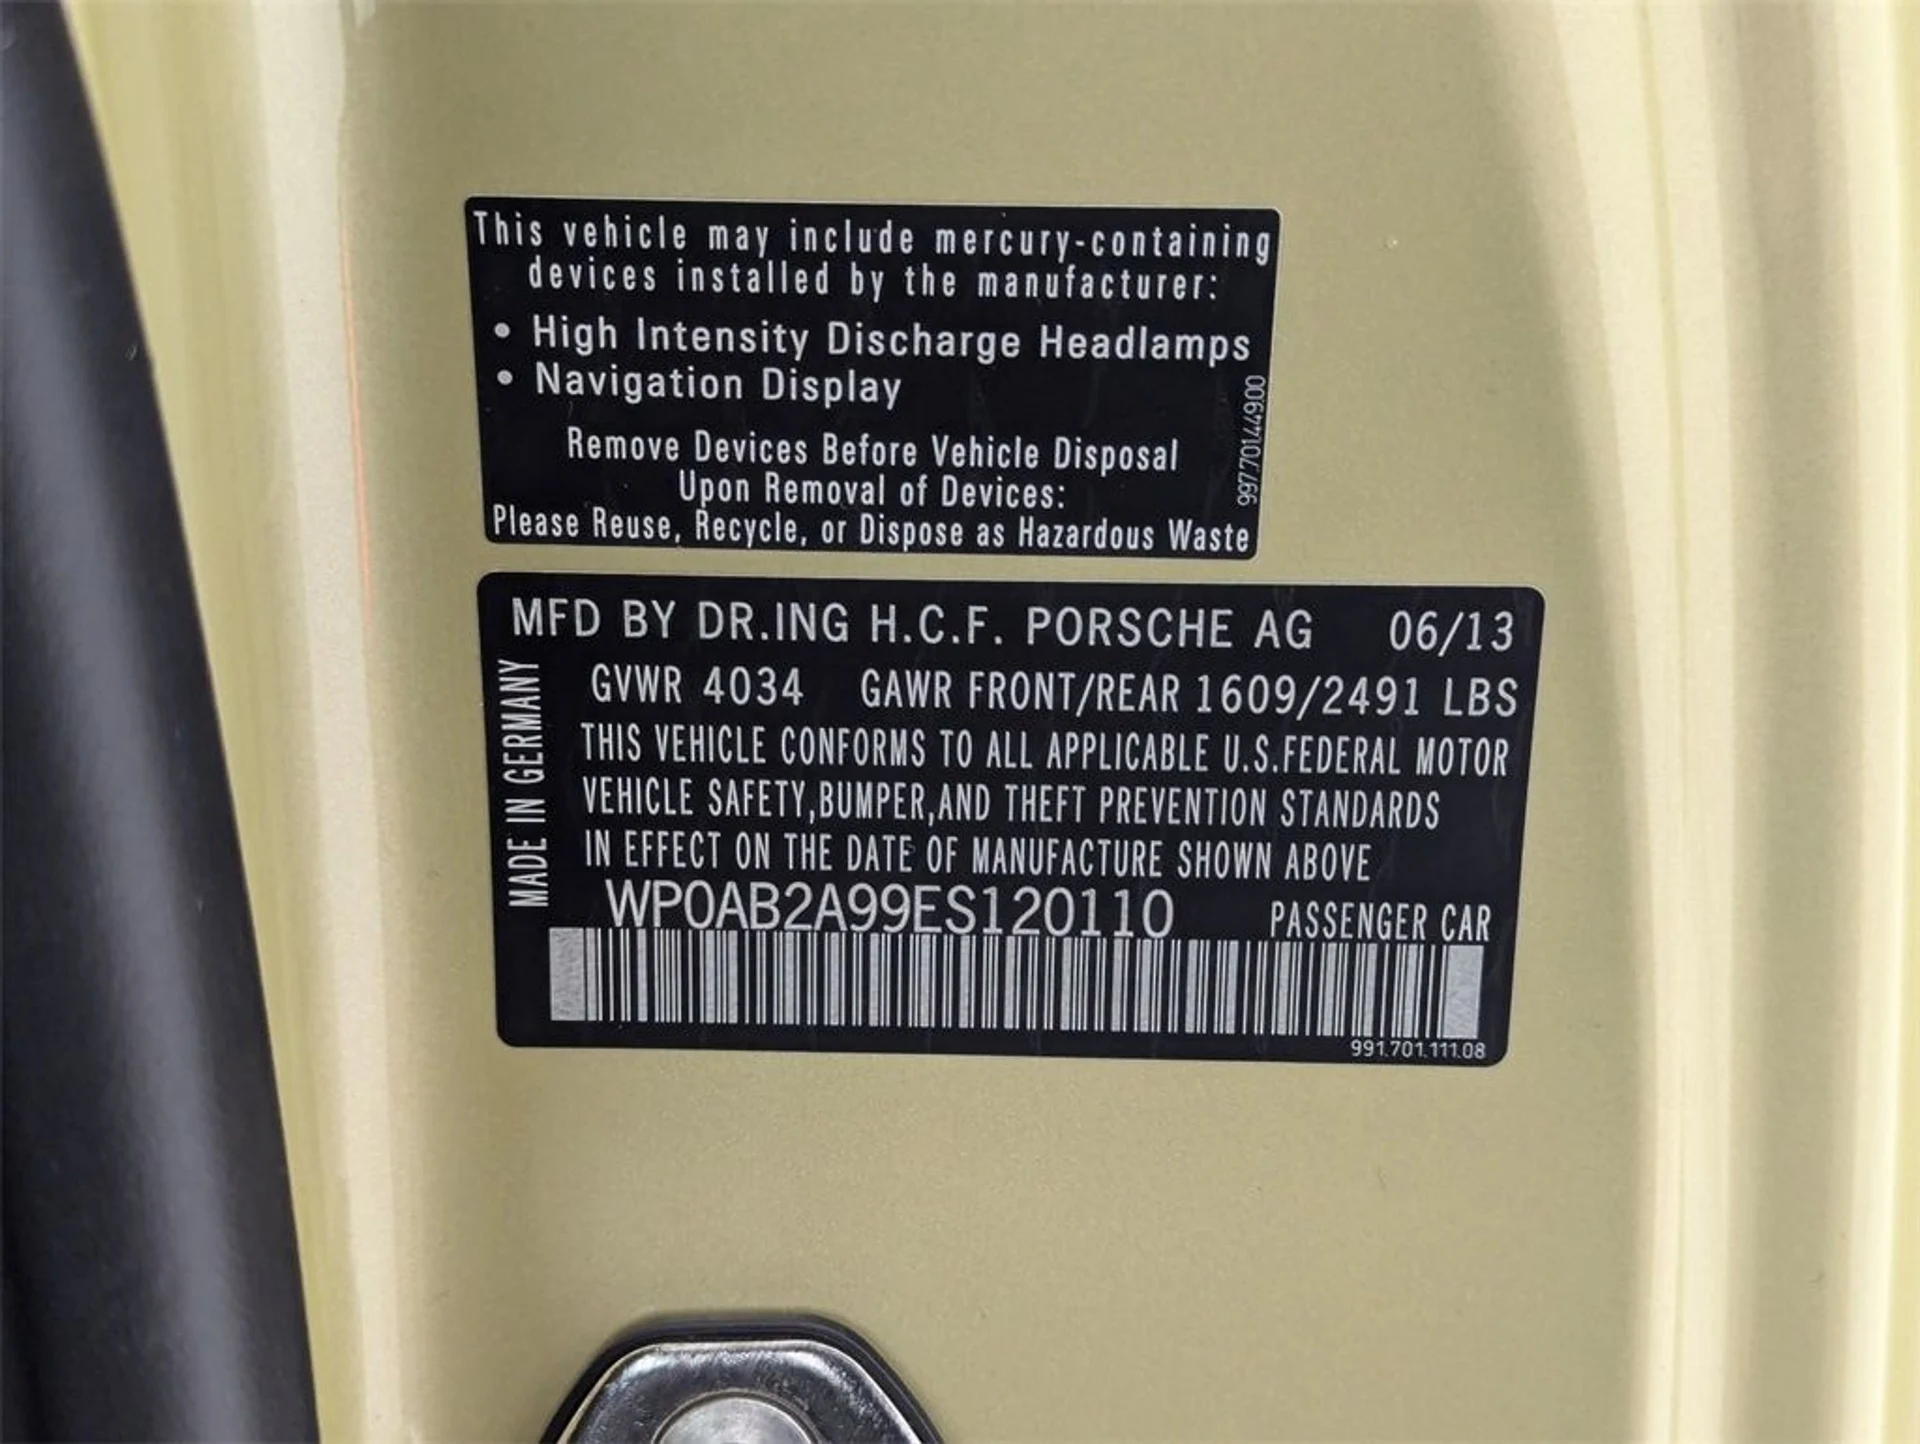 This vehicle may include mercury-containing
devices installed by the manufacturer:
• High Intensity Discharge Headlamps
• Navigation Display
Remove Devices Before Vehicle Disposal
Upon Removal of Devices:
Please Reuse, Recycle, or Dispose as Hazardous Waste
99770147600
MFD BY DR.ING H.C.F. PORSCHE AG 06/13
MADE IN GERMANY
GVWR 4034 GAWR FRONT/REAR 1609/2491 LBS
THIS VEHICLE CONFORMS TO ALL APPLICABLE U.S.FEDERAL MOTOR
VEHICLE SAFETY,BUMPER,AND THEFT PREVENTION STANDARDS
IN EFFECT ON THE DATE OF MANUFACTURE SHOWN ABOVE
WP0AB2A99ES120110 PASSENGER CAR
991.701.111.08